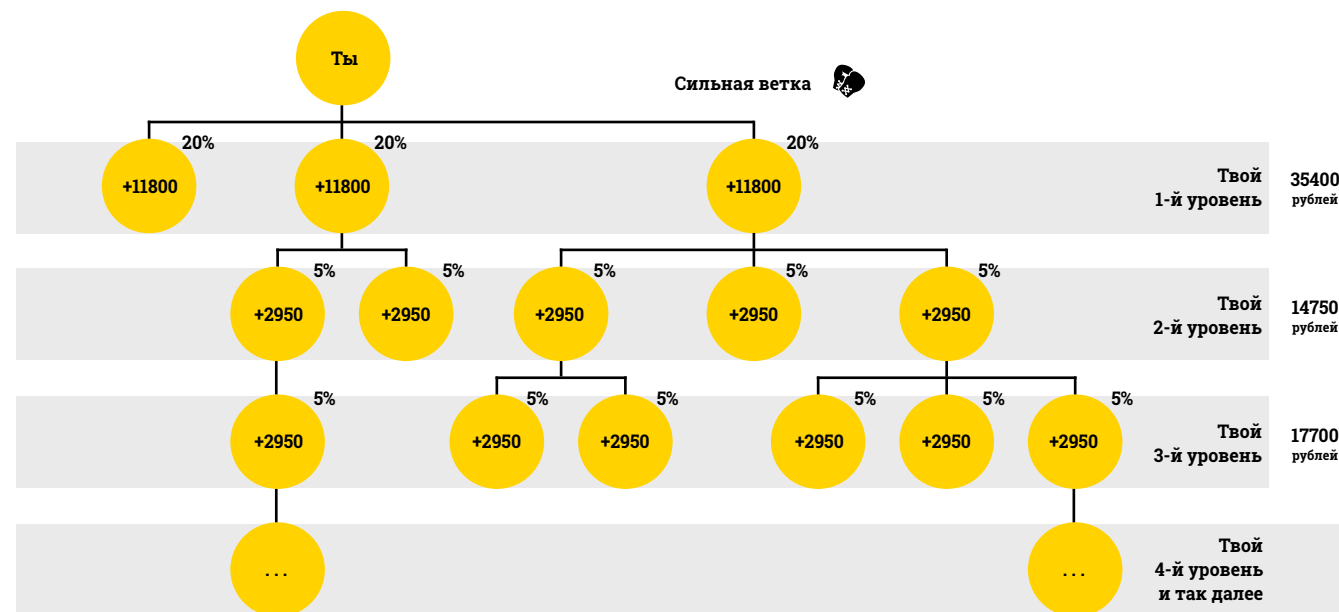 Ты
Сильная ветка
20%
20%
20%
+11800
+11800
+11800
Твой
1-й уровень
35400
рублей
5%
5%
5%
5%
5%
+2950
+2950
+2950
+2950
+2950
Твой
2-й уровень
14750
рублей
5%
5%
5%
5%
5%
5%
+2950
+2950
+2950
+2950
+2950
+2950
Твой
3-й уровень
17700
рублей
...
...
Твой
4-й уровень
и так далее